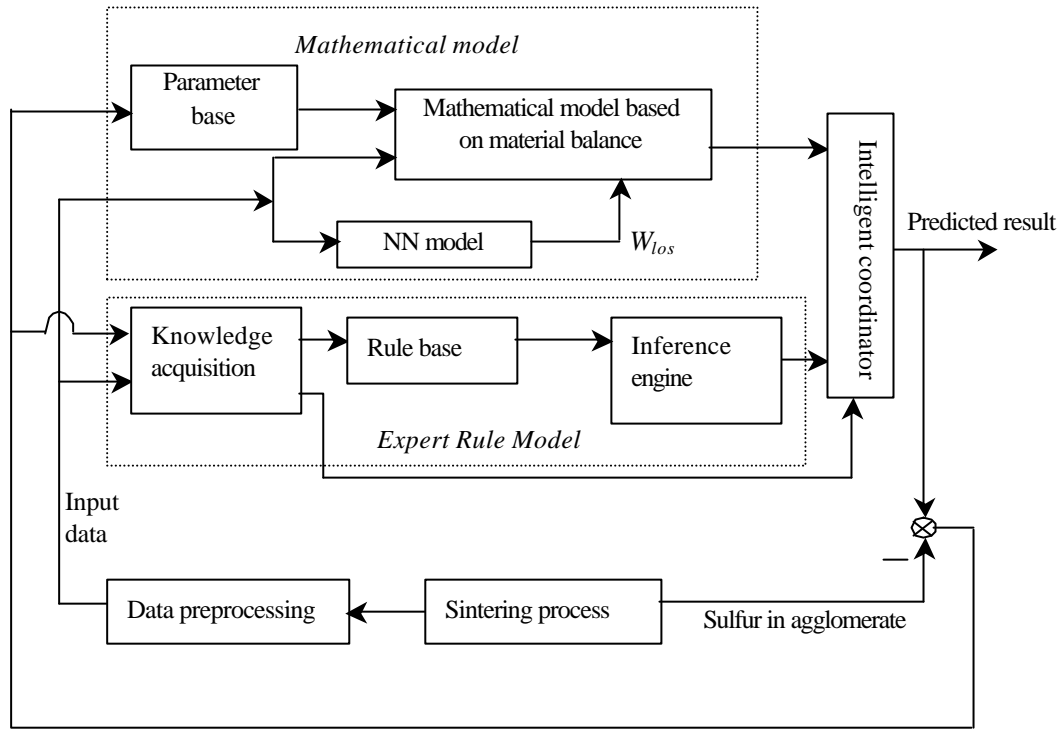 Mathematical model
Parameter
base
Mathematical model based
on material balance
NN model
W_los
Intelligent coordinator
Predicted result
Knowledge
acquisition
Rule base
Inference
engine
Expert Rule Model
Input
data
Data preprocessing
Sintering process
Sulfur in agglomerate